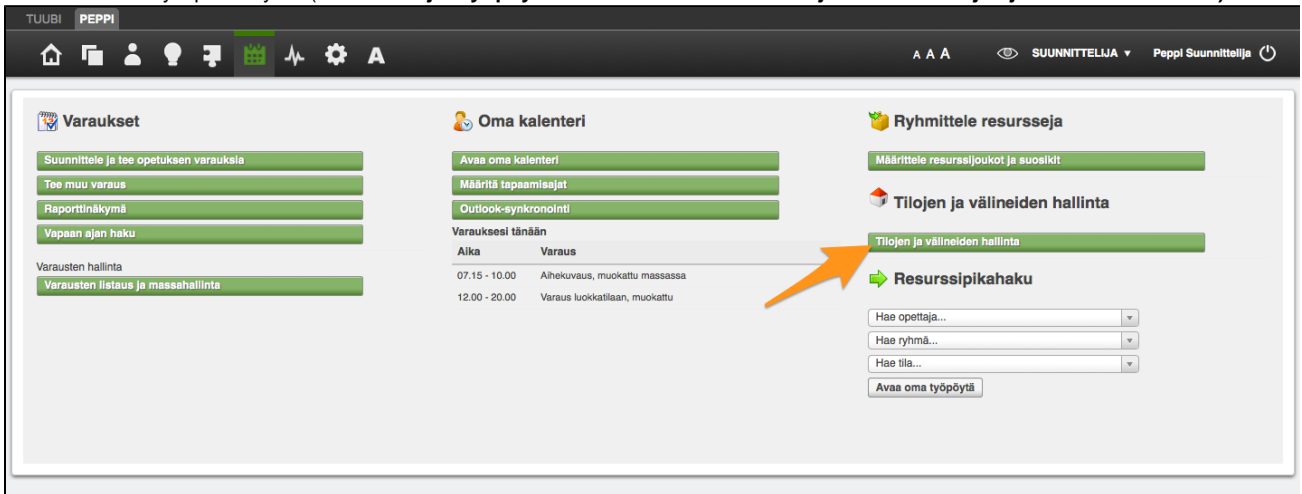 TUUBI PEPPI
A
A A A
SUUNNITTELIJA
Peppi Suunnittelija
Varaukset
Suunnittele ja tee opetuksen varauksia
Tee muu varaus
Raporttinäkymä
Vapaan ajan haku
Varausten hallinta
Varausten listaus ja massahallinta
Oma kalenteri
Avaa oma kalenteri
Määritä tapaamisajat
Outlook-synkronointi
Varauksesi tänään
Aika Varaus
07.15 - 10.00 Aihekuvaus, muokattu massassa
12.00 - 20.00 Varaus luokkatilaan, muokattu
Ryhmittele resursseja
Määrittele resurssijoukot ja suosikit
Tilojen ja välineiden hallinta
Tilojen ja välineiden hallinta
Resurssipikahaku
Hae opettaja...
Hae ryhmä...
Hae tila...
Avaa oma työpöytä